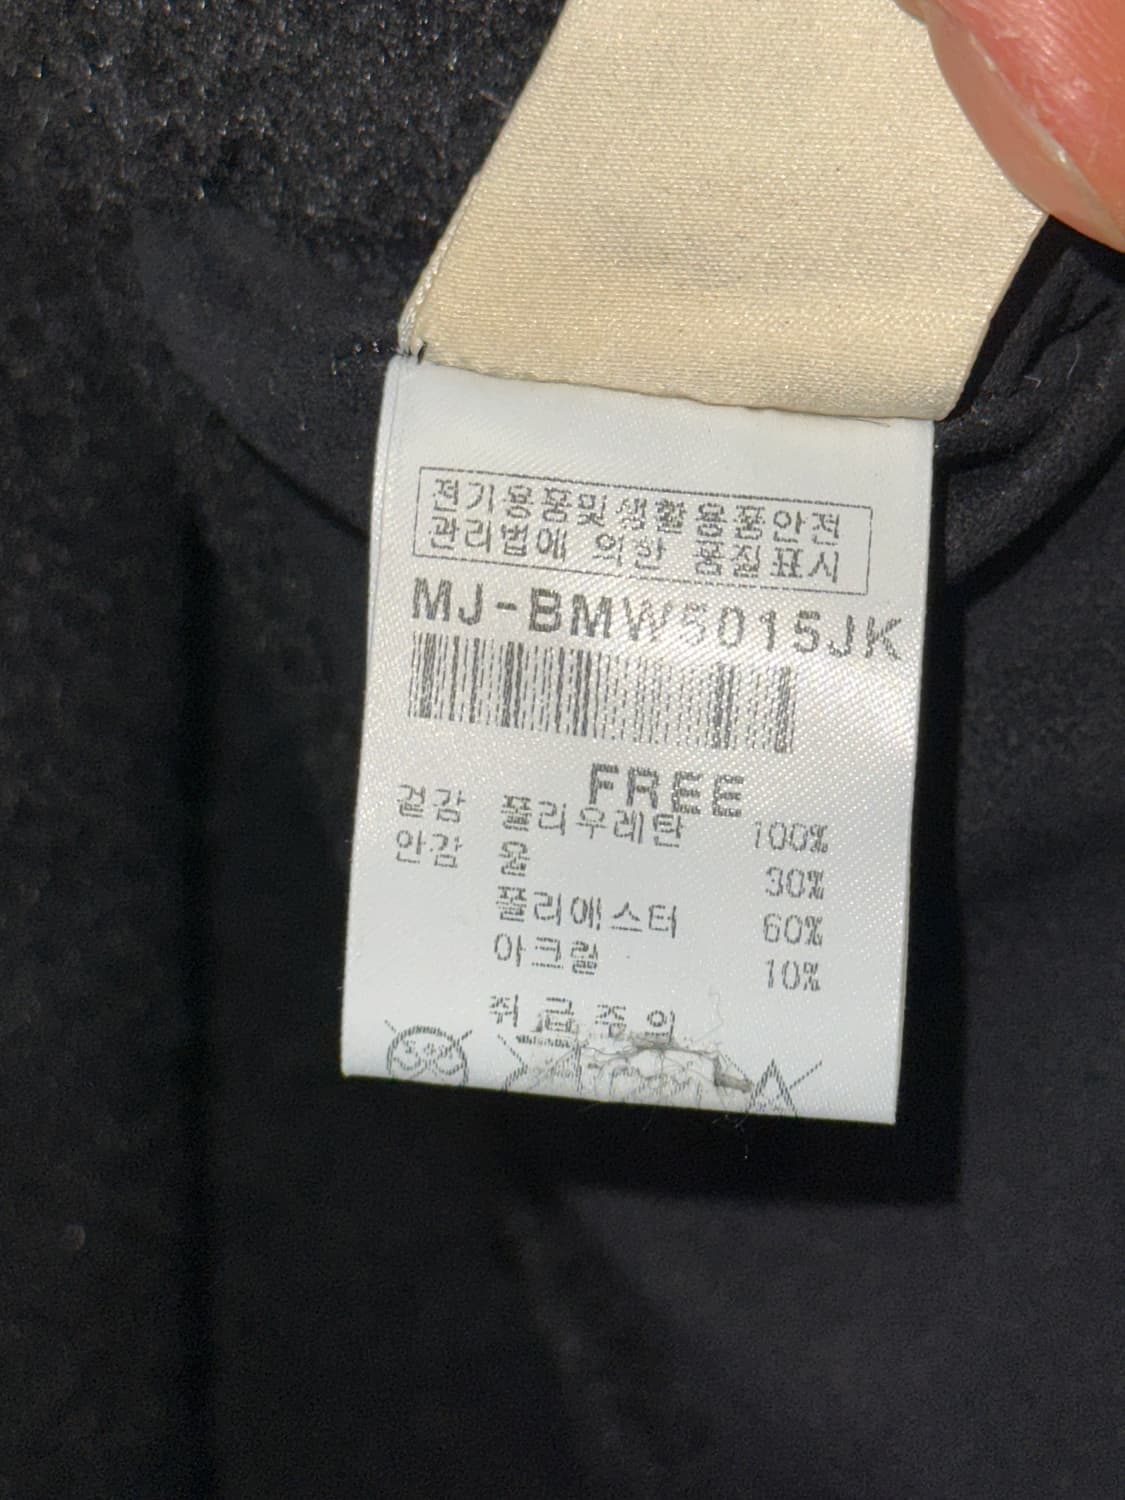 전기용품및생활용품안전
관리법에 의한 품질표시
MJ-BMW5015JK
FREE
겉감 폴리우레탄 100%
안감 울 30%
폴리에스터 60%
아크릴 10%
취급주의